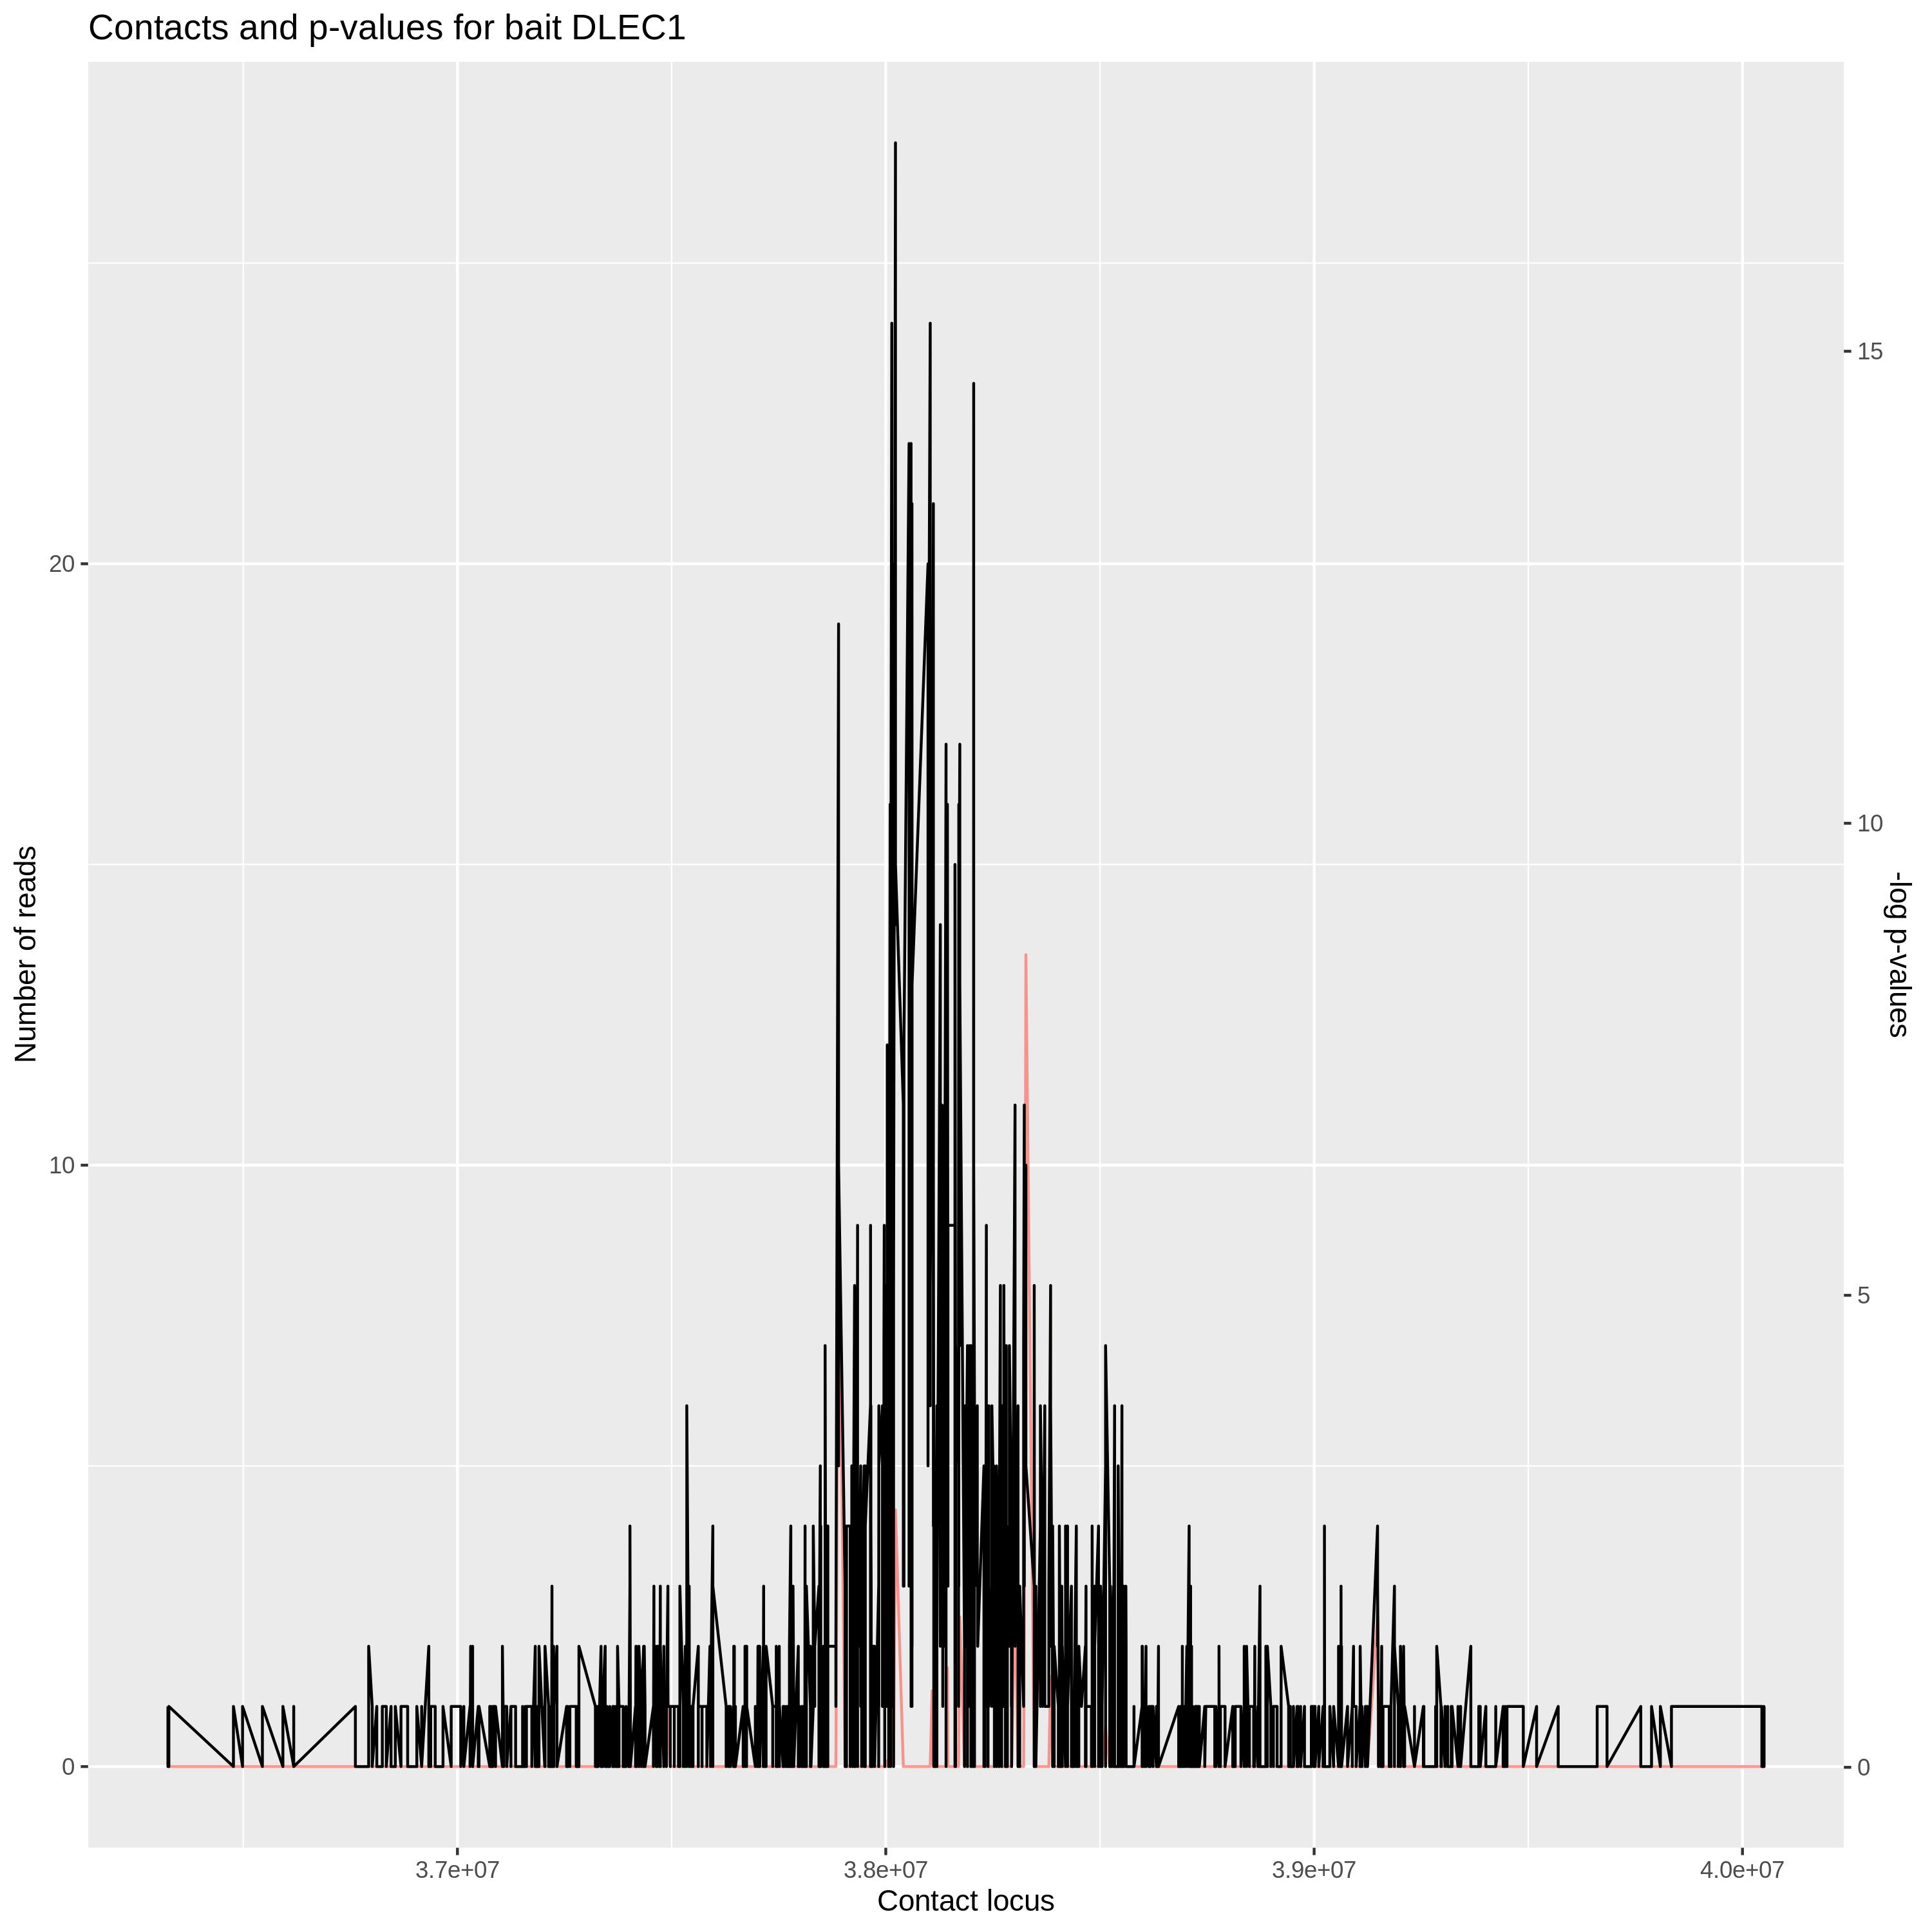 Contacts and p-values for bait DLEC1
Number of reads
20
10
0
15
10
5
0
-log p-values
3.7e+07
3.8e+07
3.9e+07
4.0e+07
Contact locus